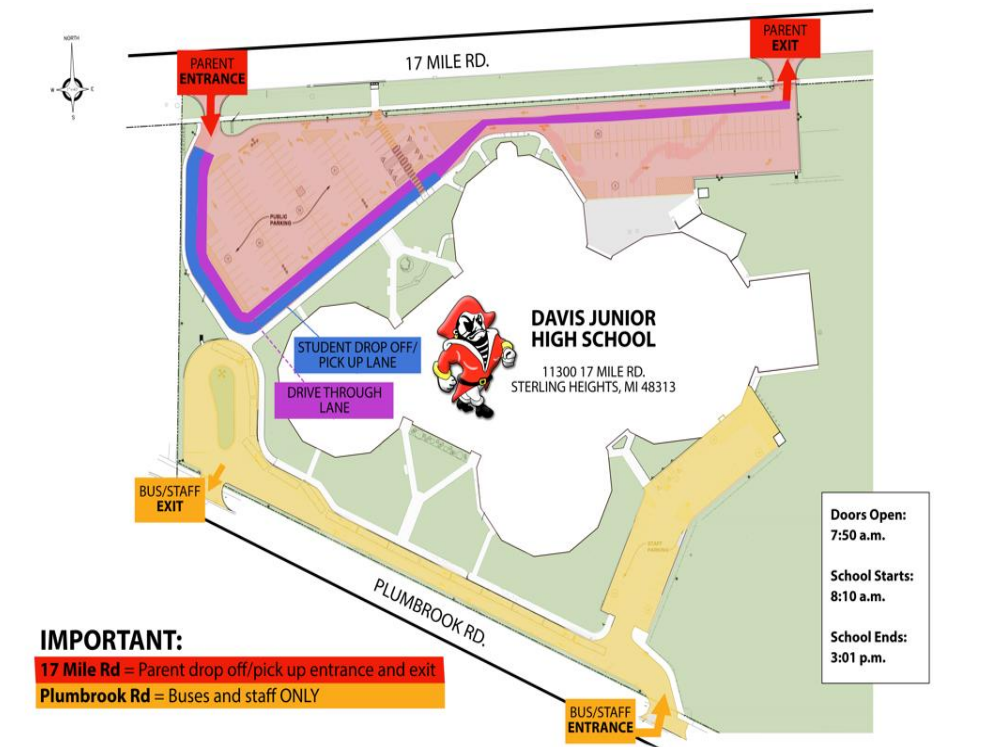 NORTH
W
E
S
PARENT
ENTRANCE
17 MILE RD.
PARENT
EXIT
PUBLIC
PARKING
STUDENT DROP OFF/
PICK UP LANE
DRIVE THROUGH
LANE
DAVIS JUNIOR
HIGH SCHOOL
11300 17 MILE RD.
STERLING HEIGHTS, MI 48313
BUS/STAFF
EXIT
STAFF
PARKING
PLUMBROOK RD.
BUS/STAFF
ENTRANCE
Doors Open:
7:50 a.m.
School Starts:
8:10 a.m.
School Ends:
3:01 p.m.
IMPORTANT:
17 Mile Rd = Parent drop off/pick up entrance and exit
Plumbrook Rd = Buses and staff ONLY